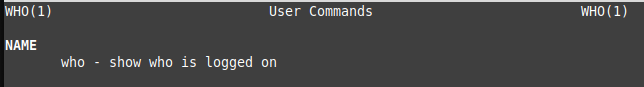 WHO(1) User Commands WHO(1)
NAME
who - show who is logged on